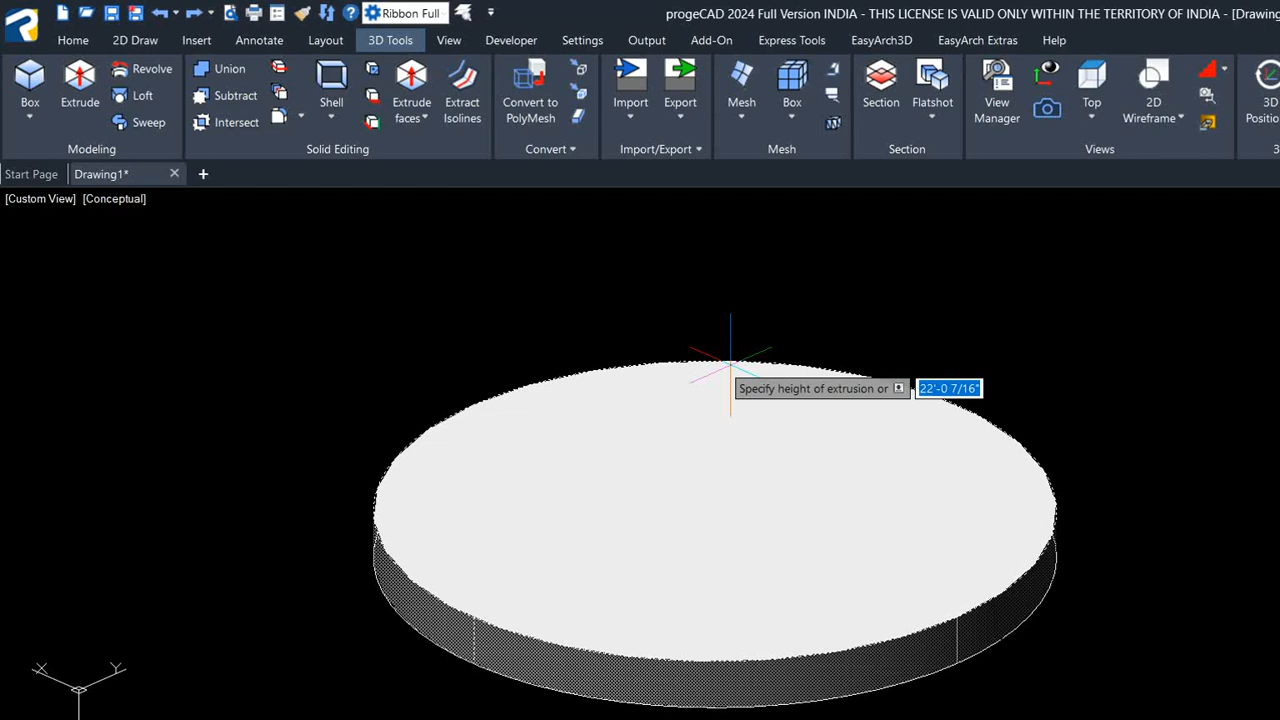 Ribbon Full
progeCAD 2024 Full Version INDIA - THIS LICENSE IS VALID ONLY WITHIN THE TERRITORY OF INDIA - [Drawing
Home 2D Draw Insert Annotate Layout 3D Tools View Developer Settings Output Add-On Express Tools EasyArch3D EasyArch Extras Help
Box Extrude Revolve Loft Sweep
Modeling
Union Subtract Intersect Shell Extrude faces Extract Isolines
Solid Editing
Convert to PolyMesh
Convert
Import Export
Import/Export
Mesh Box
Mesh
Section Flatshot
Section
View Manager Top 2D Wireframe
Views
3D
Start Page Drawing1* +
[Custom View] [Conceptual]
Specify height of extrusion or 22'-0 7/16"
X Y